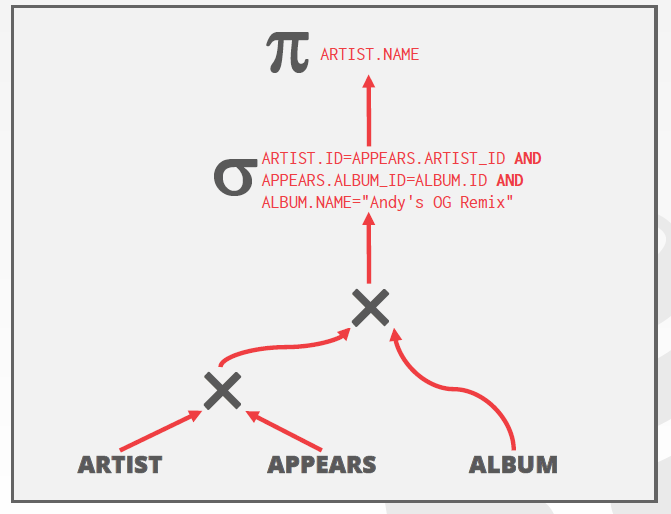 π ARTIST.NAME
σ ARTIST.ID=APPEARS.ARTIST_ID AND
APPEARS.ALBUM_ID=ALBUM.ID AND
ALBUM.NAME="Andy's OG Remix"
×
×
ARTIST APPEARS ALBUM